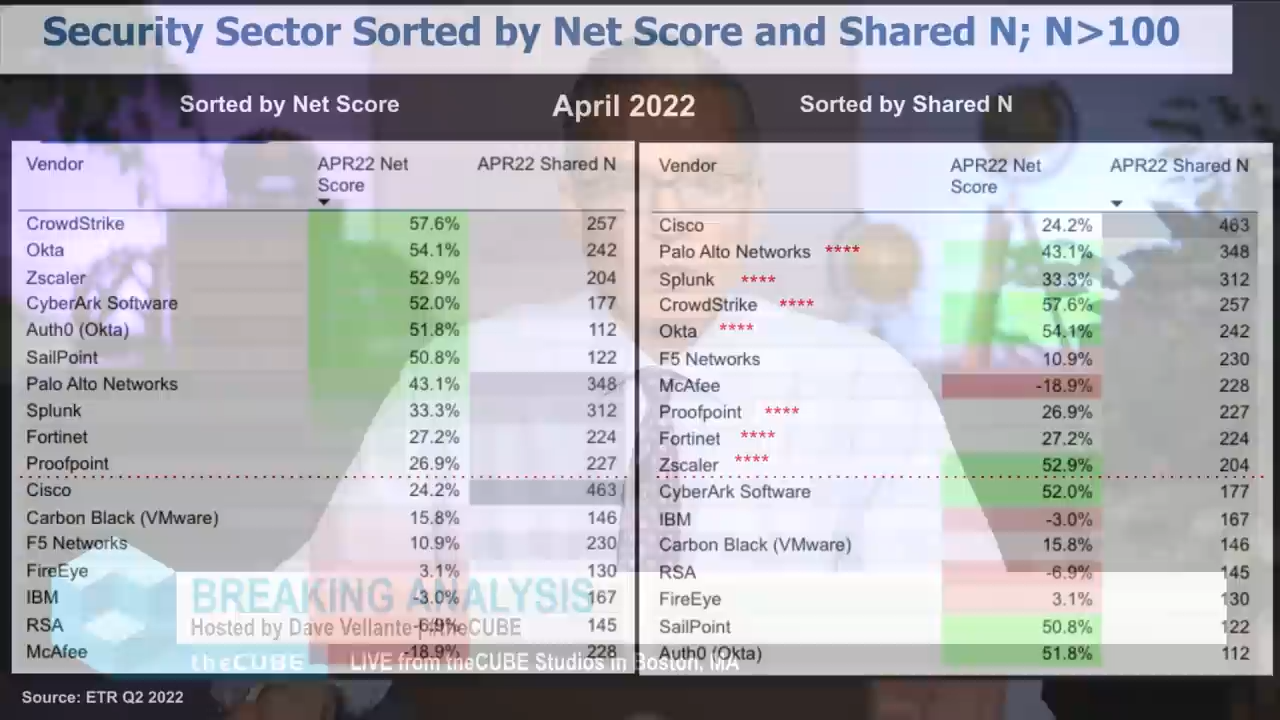 Security Sector Sorted by Net Score and Shared N; N>100
Sorted by Net Score
April 2022
Sorted by Shared N
Vendor APR22 Net Score APR22 Shared N
CrowdStrike 57.6% 257
Okta 54.1% 242
Zscaler 52.9% 204
CyberArk Software 52.0% 177
Auth0 (Okta) 51.8% 112
SailPoint 50.8% 122
Palo Alto Networks 43.1% 348
Splunk 33.3% 312
Fortinet 27.2% 224
Proofpoint 26.9% 227
Cisco 24.2% 463
Carbon Black (VMware) 15.8% 146
F5 Networks 10.9% 230
FireEye 3.1% 130
IBM -3.0% 167
RSA -6.9% 145
McAfee -18.9% 228
Vendor APR22 Net Score APR22 Shared N
Cisco 24.2% 463
Palo Alto Networks **** 43.1% 348
Splunk **** 33.3% 312
CrowdStrike **** 57.6% 257
Okta **** 54.1% 242
F5 Networks 10.9% 230
McAfee -18.9% 228
Proofpoint **** 26.9% 227
Fortinet **** 27.2% 224
Zscaler **** 52.9% 204
CyberArk Software 52.0% 177
IBM -3.0% 167
Carbon Black (VMware) 15.8% 146
RSA -6.9% 145
FireEye 3.1% 130
SailPoint 50.8% 122
Auth0 (Okta) 51.8% 112
BREAKING ANALYSIS
Hosted by Dave Vellante | theCUBE
theCUBE LIVE from theCUBE Studios in Boston, MA
Source: ETR Q2 2022